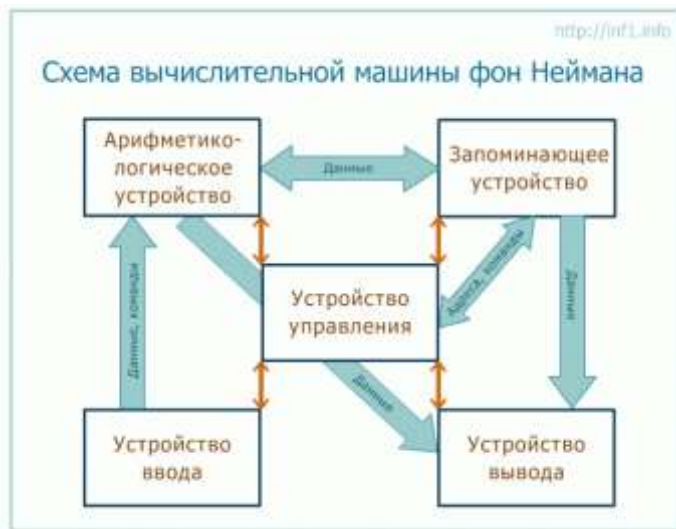 http://inf1.info
Схема вычислительной машины фон Неймана
Арифметико-
логическое
устройство
Данные
Запоминающее
устройство
Данные, команды
Устройство
управления
Адреса, команды
Данные
Данные
Устройство
ввода
Устройство
вывода